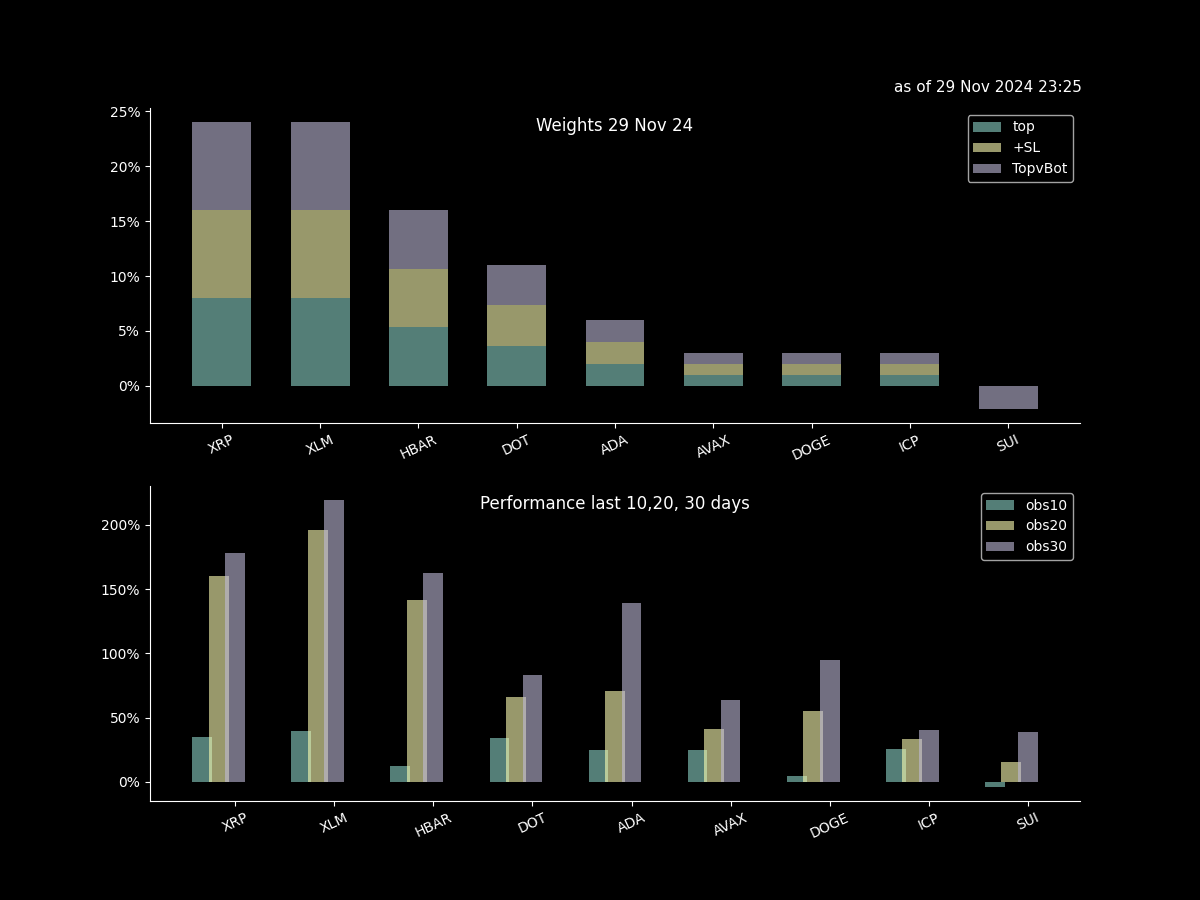 as of 29 Nov 2024 23:25
Weights 29 Nov 24
25%
20%
15%
10%
5%
0%
top
+SL
TopvBot
XRP XLM HBAR DOT ADA AVAX DOGE ICP SUI
Performance last 10,20, 30 days
200%
150%
100%
50%
0%
obs10
obs20
obs30
XRP XLM HBAR DOT ADA AVAX DOGE ICP SUI